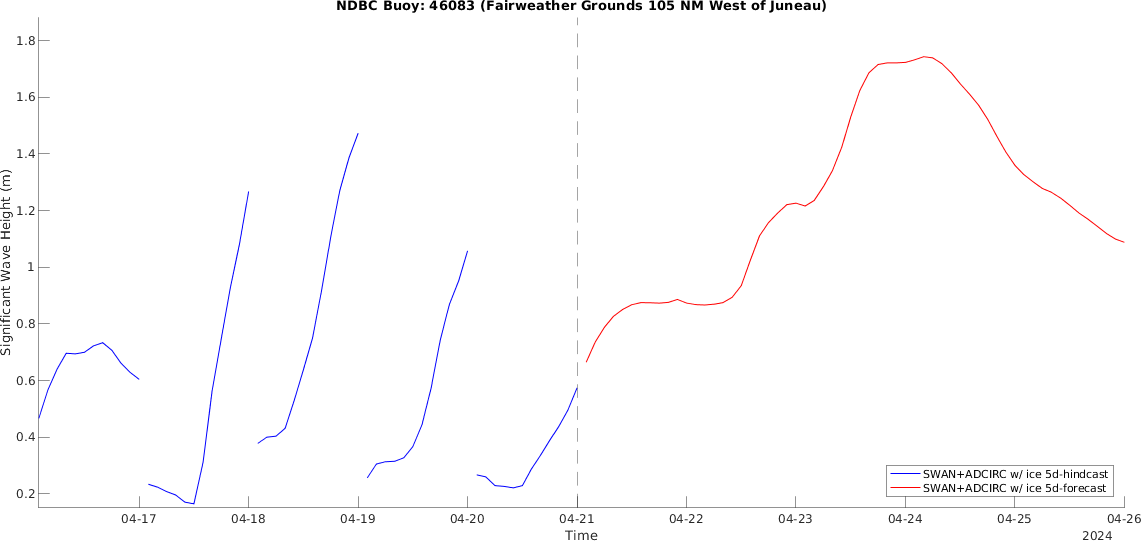 NDBC Buoy: 46083 (Fairweather Grounds 105 NM West of Juneau)
1.8
1.6
1.4
1.2
1
0.8
0.6
0.4
0.2
Significant Wave Height (m)
SWAN+ADCIRC w/ ice 5d-hindcast
SWAN+ADCIRC w/ ice 5d-forecast
04-17 04-18 04-19 04-20 04-21 04-22 04-23 04-24 04-25 04-26
Time
2024